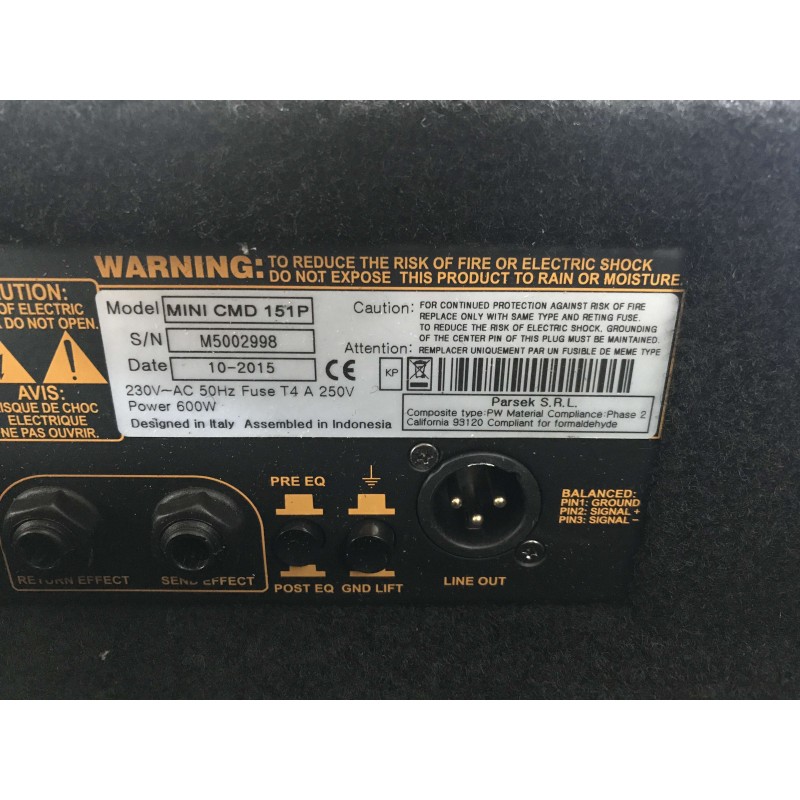 WARNING: TO REDUCE THE RISK OF FIRE OR ELECTRIC SHOCK
DO NOT EXPOSE THIS PRODUCT TO RAIN OR MOISTURE
UTION:
OF ELECTRIC
DO NOT OPEN.
AVIS:
RISQUE DE CHOC
ELECTRIQUE
NE PAS OUVRIR.
Model MINI CMD 151P
S/N M5002998
Date 10-2015 CE
230V~AC 50Hz Fuse T4 A 250V
Power 600W
Designed in Italy Assembled in Indonesia
Caution: FOR CONTINUED PROTECTION AGAINST RISK OF FIRE
REPLACE ONLY WITH SAME TYPE AND RETING FUSE.
TO REDUCE THE RISK OF ELECTRIC SHOCK, GROUNDING
OF THE CENTER PIN OF THIS PLUG MUST BE MAINTAINED.
Attention: REMPLACER UNIQUEMENT PAR UN FUSIBLE DE MEME TYPE
KP
Parsek S.R.L.
Composite type:PW Material Compliance:Phase 2
California 93120 Compliant for formaldehyde
RETURN EFFECT
SEND EFFECT
PRE EQ
POST EQ
GND LIFT
LINE OUT
BALANCED:
PIN1: GROUND
PIN2: SIGNAL +
PIN3: SIGNAL -